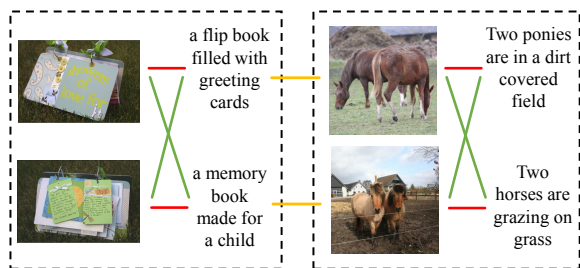 a flip book
filled with
greeting
cards
a memory
book
made for
a child
Two ponies
are in a dirt
covered
field
Two
horses are
grazing on
grass